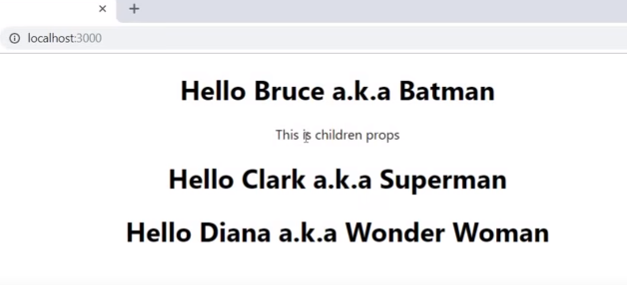 localhost:3000
Hello Bruce a.k.a Batman
This is children props
Hello Clark a.k.a Superman
Hello Diana a.k.a Wonder Woman